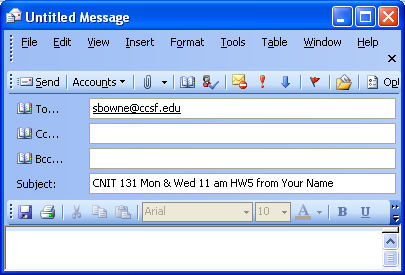 Untitled Message
File Edit View Insert Format Tools Table Window Help
Send Accounts
To... sbowne@ccsf.edu
Cc...
Bcc...
Subject: CNIT 131 Mon & Wed 11 am HW5 from Your Name
Arial 10 A B U